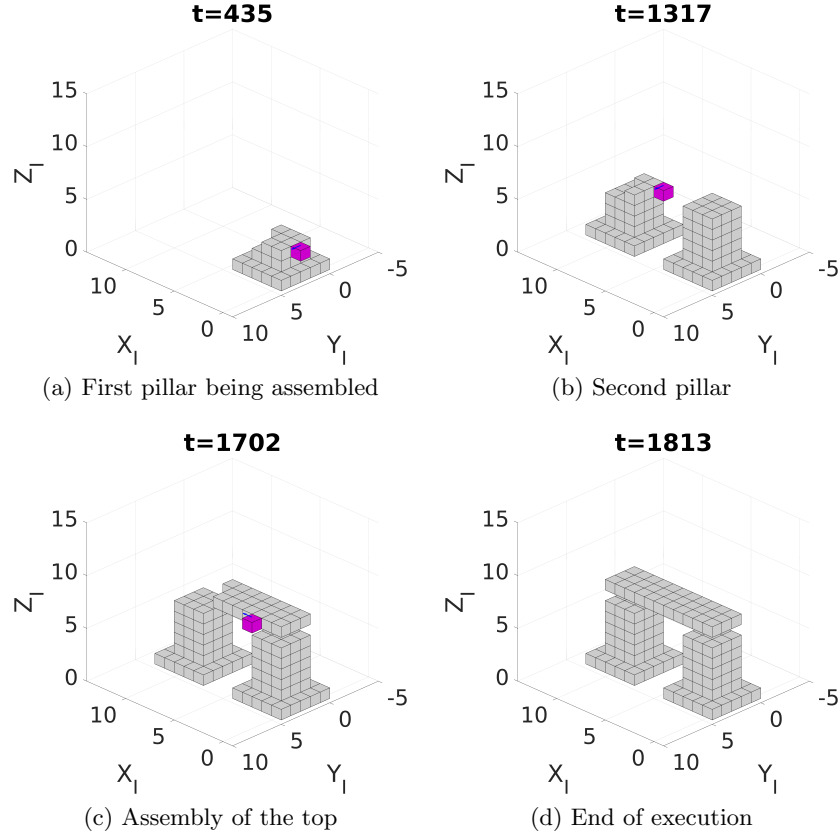 t=435
t=1317
15
10
5
0
Z_I
10
5
0
X_I
10
5
0
-5
Y_I
15
10
5
0
Z_I
10
5
0
X_I
10
5
0
-5
Y_I
(a) First pillar being assembled
(b) Second pillar
t=1702
t=1813
15
10
5
0
Z_I
10
5
0
X_I
10
5
0
-5
Y_I
15
10
5
0
Z_I
10
5
0
X_I
10
5
0
-5
Y_I
(c) Assembly of the top
(d) End of execution